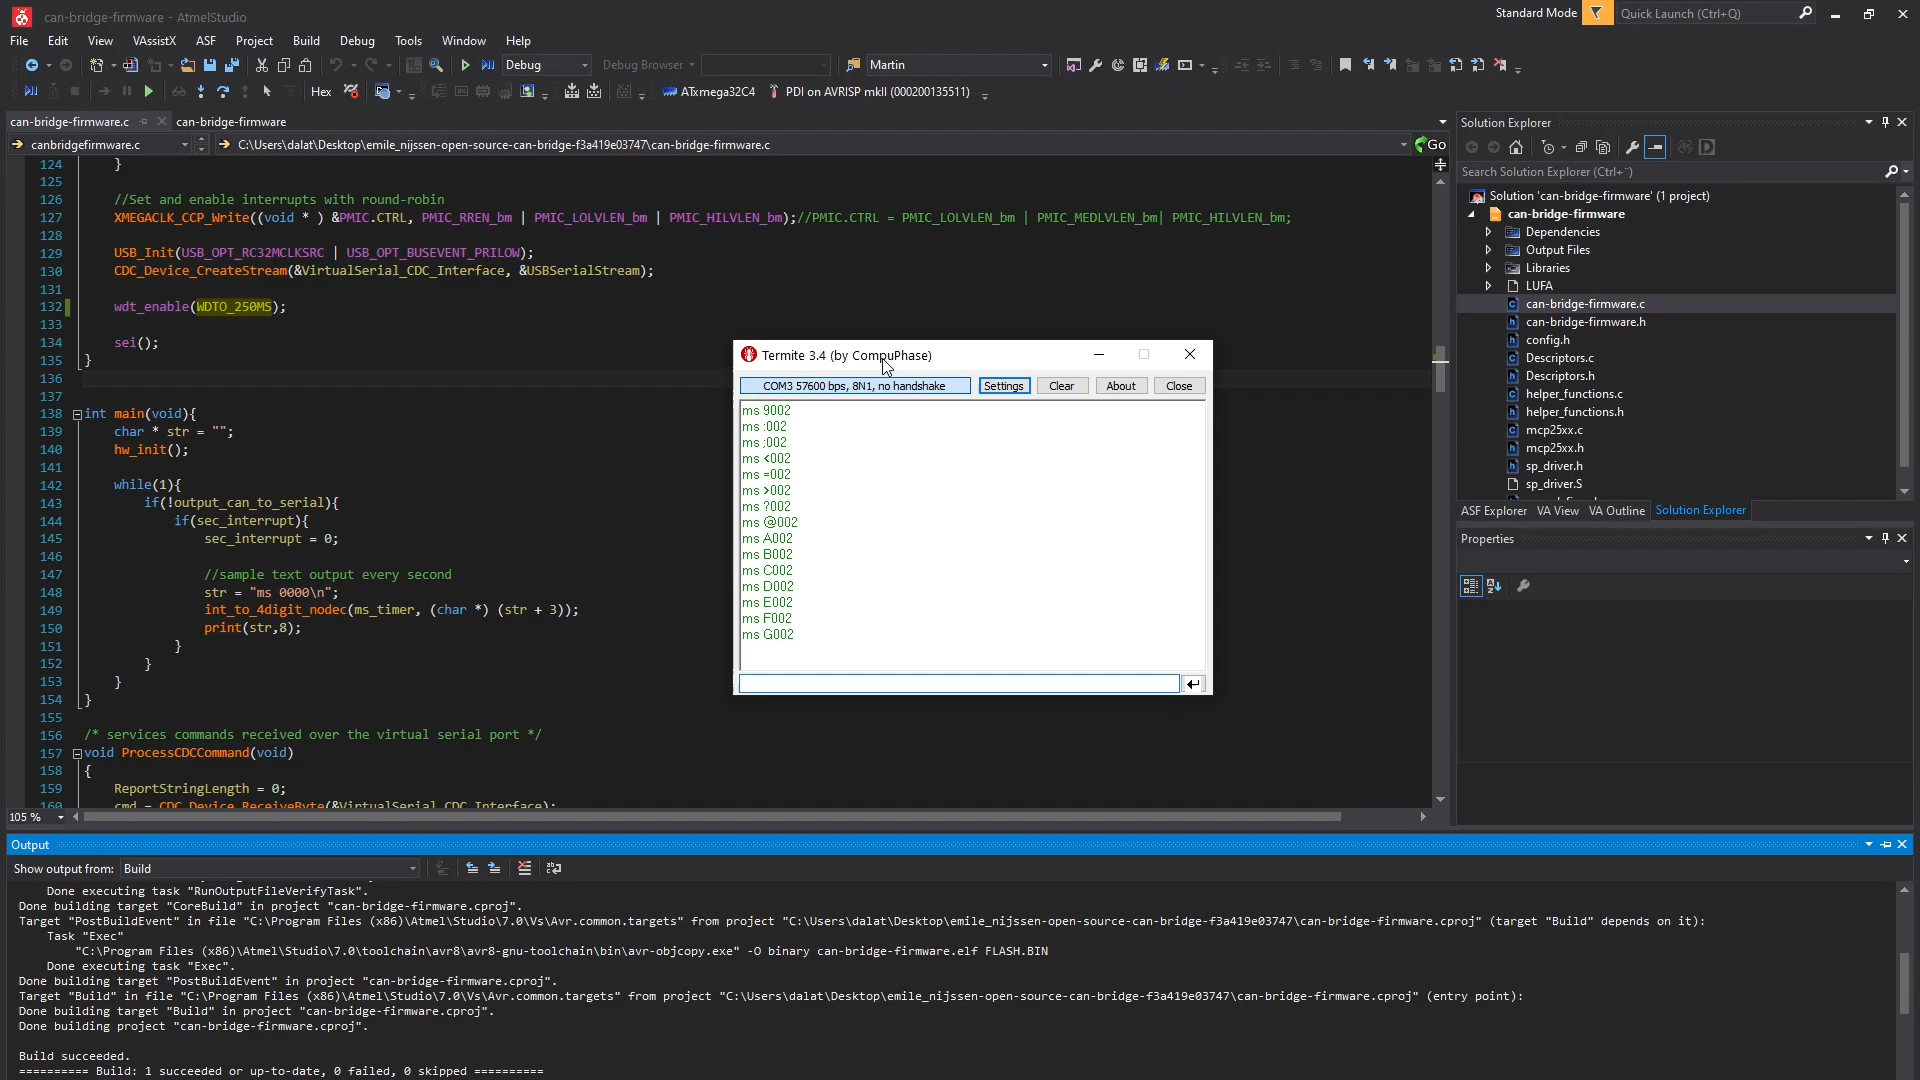 can-bridge-firmware - AtmelStudio
Standard Mode
Quick Launch (Ctrl+Q)
File Edit View VAssistX ASF Project Build Debug Tools Window Help
Debug
Debug Browser
Martin
Hex
ATxmega32C4
PDI on AVRISP mkII (000200135511)
can-bridge-firmware.c
can-bridge-firmware
canbridgefirmware.c
C:\Users\dalat\Desktop\emile_nijssen-open-source-can-bridge-f3a419e03747\can-bridge-firmware.c
Go
124 }
125
126 //Set and enable interrupts with round-robin
127 XMEGACLK_CCP_Write((void * ) &PMIC.CTRL, PMIC_RREN_bm | PMIC_LOLVLEN_bm | PMIC_HILVLEN_bm);//PMIC.CTRL = PMIC_LOLVLEN_bm | PMIC_MEDLVLEN_bm| PMIC_HILVLEN_bm;
128
129 USB_Init(USB_OPT_RC32MCLKSRC | USB_OPT_BUSEVENT_PRILOW);
130 CDC_Device_CreateStream(&VirtualSerial_CDC_Interface, &USBSerialStream);
131
132 wdt_enable(WDTO_250MS);
133
134 sei();
135 }
136
137
138 int main(void){
139 char * str = "";
140 hw_init();
141
142 while(1){
143 if(!output_can_to_serial){
144 if(sec_interrupt){
145 sec_interrupt = 0;
146
147 //sample text output every second
148 str = "ms 0000\n";
149 int_to_4digit_nodec(ms_timer, (char *) (str + 3));
150 print(str,8);
151 }
152 }
153 }
154 }
155
156 /* services commands received over the virtual serial port */
157 void ProcessCDCCommand(void)
158 {
159 ReportStringLength = 0;
160 cmd = CDC_Device_ReceiveByte(&VirtualSerial_CDC_Interface);
105 %
Termite 3.4 (by CompuPhase)
COM3 57600 bps, 8N1, no handshake
Settings
Clear
About
Close
ms 9002
ms :002
ms ;002
ms <002
ms =002
ms >002
ms ?002
ms @002
ms A002
ms B002
ms C002
ms D002
ms E002
ms F002
ms G002
Solution Explorer
Search Solution Explorer (Ctrl+¨)
Solution 'can-bridge-firmware' (1 project)
can-bridge-firmware
Dependencies
Output Files
Libraries
LUFA
can-bridge-firmware.c
can-bridge-firmware.h
config.h
Descriptors.c
Descriptors.h
helper_functions.c
helper_functions.h
mcp25xx.c
mcp25xx.h
sp_driver.h
sp_driver.S
ASF Explorer VA View VA Outline Solution Explorer
Properties
Output
Show output from: Build
Done executing task "RunOutputFileVerifyTask".
Done building target "CoreBuild" in project "can-bridge-firmware.cproj".
Target "PostBuildEvent" in file "C:\Program Files (x86)\Atmel\Studio\7.0\Vs\Avr.common.targets" from project "C:\Users\dalat\Desktop\emile_nijssen-open-source-can-bridge-f3a419e03747\can-bridge-firmware.cproj" (target "Build" depends on it):
Task "Exec"
"C:\Program Files (x86)\Atmel\Studio\7.0\toolchain\avr8\avr8-gnu-toolchain\bin\avr-objcopy.exe" -O binary can-bridge-firmware.elf FLASH.BIN
Done executing task "Exec".
Done building target "PostBuildEvent" in project "can-bridge-firmware.cproj".
Target "Build" in file "C:\Program Files (x86)\Atmel\Studio\7.0\Vs\Avr.common.targets" from project "C:\Users\dalat\Desktop\emile_nijssen-open-source-can-bridge-f3a419e03747\can-bridge-firmware.cproj" (entry point):
Done building target "Build" in project "can-bridge-firmware.cproj".
Done building project "can-bridge-firmware.cproj".
Build succeeded.
========== Build: 1 succeeded or up-to-date, 0 failed, 0 skipped ==========